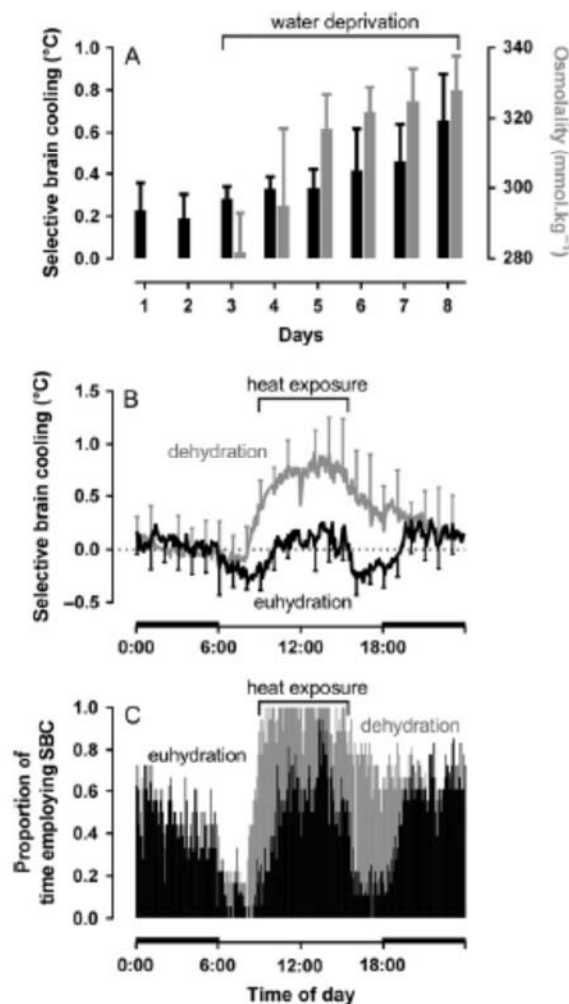 water deprivation
A
Selective brain cooling (°C)
1.0
0.8
0.6
0.4
0.2
0.0
340
320
300
280
Osmolality (mmol.kg⁻¹)
1 2 3 4 5 6 7 8
Days
B
heat exposure
dehydration
Selective brain cooling (°C)
1.5
1.0
0.5
0.0
–0.5
euhydration
0:00 6:00 12:00 18:00
C
heat exposure
euhydration
dehydration
Proportion of
time employing SBC
1.0
0.8
0.6
0.4
0.2
0.0
0:00 6:00 12:00 18:00
Time of day